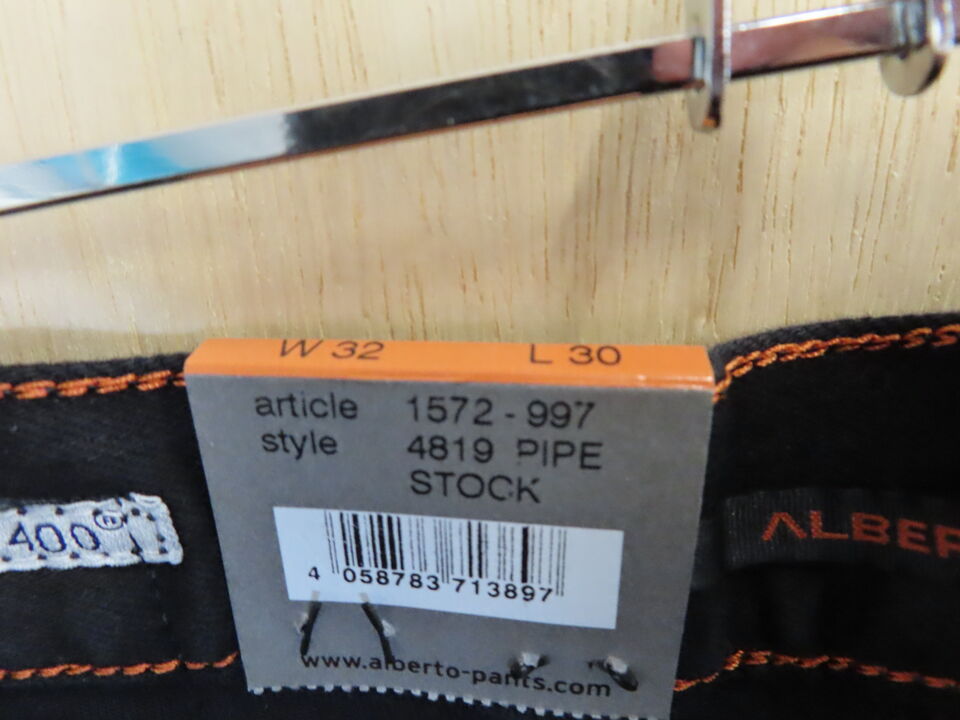 W 32 L 30
article 1572 - 997
style 4819 PIPE
STOCK
4 058783 713897
www.alberto-pants.com
400®
ALBER